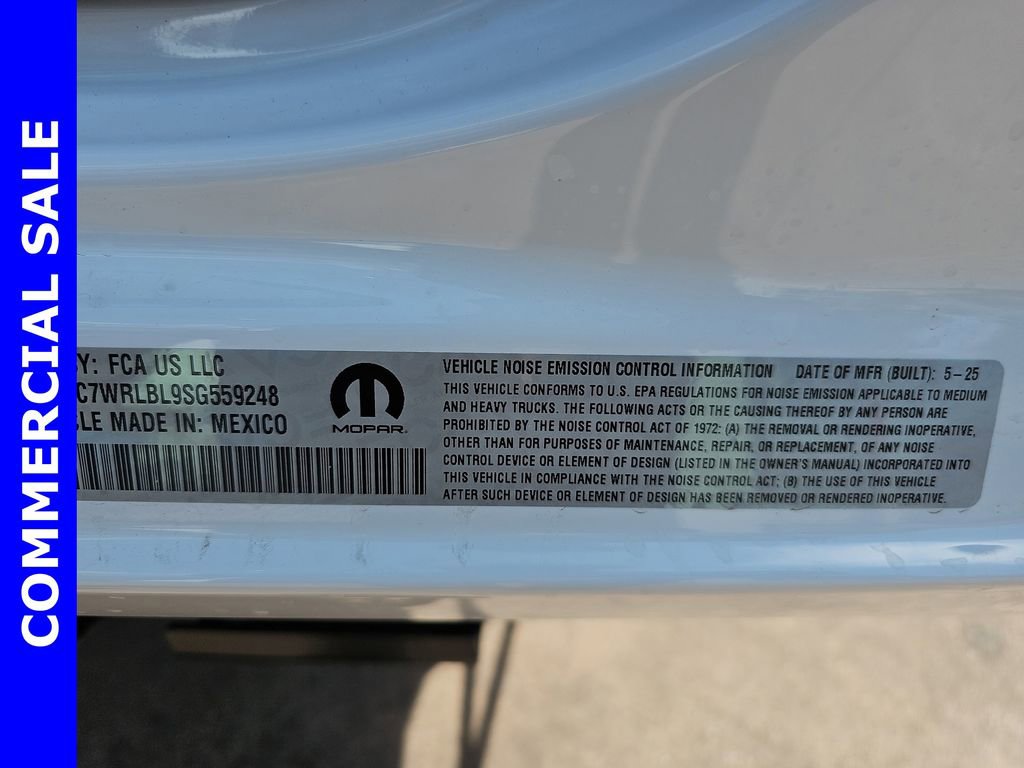 COMMERCIAL SALE
BY: FCA US LLC
C7WRLBL9SG559248
MADE IN: MEXICO
MOPAR
VEHICLE NOISE EMISSION CONTROL INFORMATION DATE OF MFR (BUILT): 5-25
THIS VEHICLE CONFORMS TO U.S. EPA REGULATIONS FOR NOISE EMISSION APPLICABLE TO MEDIUM
AND HEAVY TRUCKS. THE FOLLOWING ACTS OR THE CAUSING THEREOF BY ANY PERSON ARE
PROHIBITED BY THE NOISE CONTROL ACT OF 1972: (A) THE REMOVAL OR RENDERING INOPERATIVE,
OTHER THAN FOR PURPOSES OF MAINTENANCE, REPAIR, OR REPLACEMENT, OF ANY NOISE
CONTROL DEVICE OR ELEMENT OF DESIGN (LISTED IN THE OWNER'S MANUAL) INCORPORATED INTO
THIS VEHICLE IN COMPLIANCE WITH THE NOISE CONTROL ACT; (B) THE USE OF THIS VEHICLE
AFTER SUCH DEVICE OR ELEMENT OF DESIGN HAS BEEN REMOVED OR RENDERED INOPERATIVE.